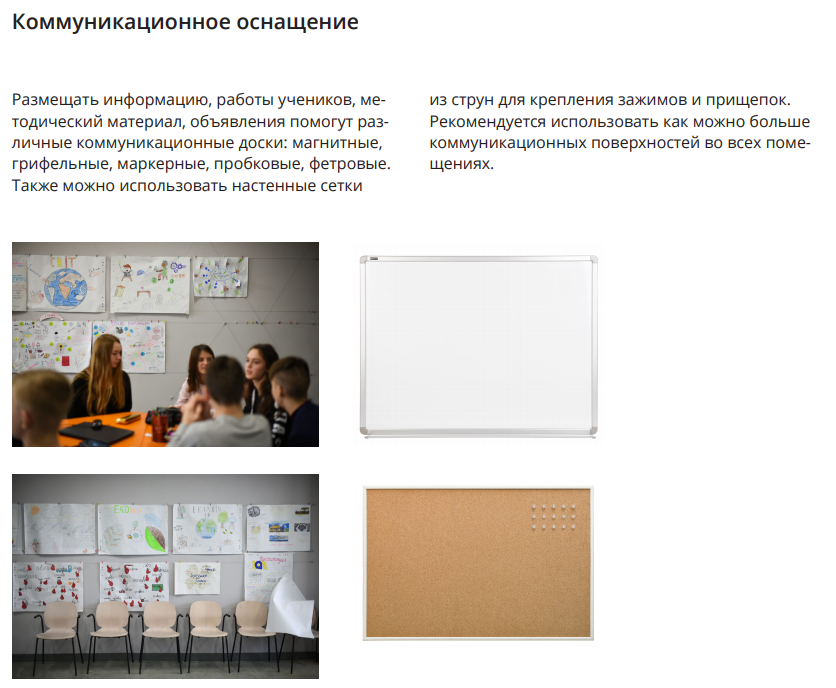 Коммуникационное оснащение
Размещать информацию, работы учеников, ме-
тодический материал, объявления помогут раз-
личные коммуникационные доски: магнитные,
грифельные, маркерные, пробковые, фетровые.
Также можно использовать настенные сетки
из струн для крепления зажимов и прищепок.
Рекомендуется использовать как можно больше
коммуникационных поверхностей во всех поме-
щениях.